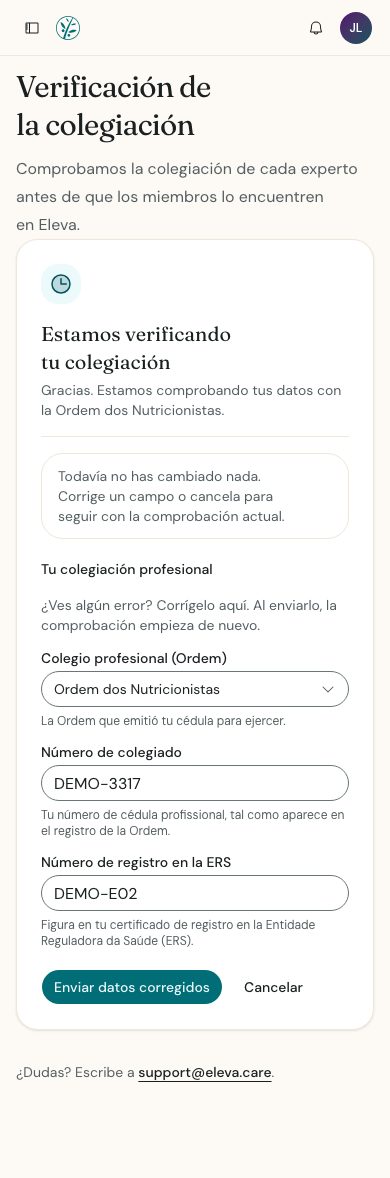 JL
Verificación de
la colegiación
Comprobamos la colegiación de cada experto
antes de que los miembros lo encuentren
en Eleva.
Estamos verificando
tu colegiación
Gracias. Estamos comprobando tus datos con
la Ordem dos Nutricionistas.
Todavía no has cambiado nada.
Corrige un campo o cancela para
seguir con la comprobación actual.
Tu colegiación profesional
¿Ves algún error? Corrígelo aquí. Al enviarlo, la
comprobación empieza de nuevo.
Colegio profesional (Ordem)
Ordem dos Nutricionistas
La Ordem que emitió tu cédula para ejercer.
Número de colegiado
DEMO-3317
Tu número de cédula profissional, tal como aparece en
el registro de la Ordem.
Número de registro en la ERS
DEMO-E02
Figura en tu certificado de registro en la Entidade
Reguladora da Saúde (ERS).
Enviar datos corregidos
Cancelar
¿Dudas? Escribe a support@eleva.care.